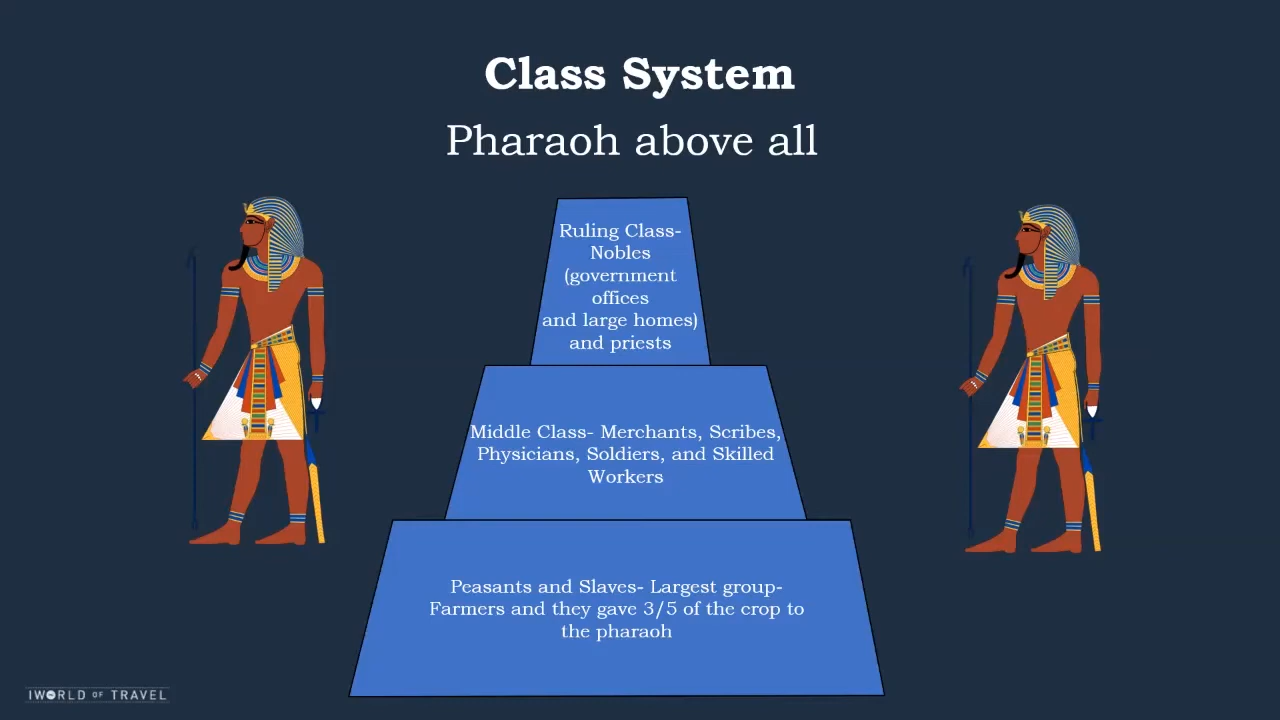 Class System
Pharaoh above all
Ruling Class-
Nobles
(government
offices
and large homes)
and priests
Middle Class- Merchants, Scribes,
Physicians, Soldiers, and Skilled
Workers
Peasants and Slaves- Largest group-
Farmers and they gave 3/5 of the crop to
the pharaoh
IWORLD OF TRAVEL